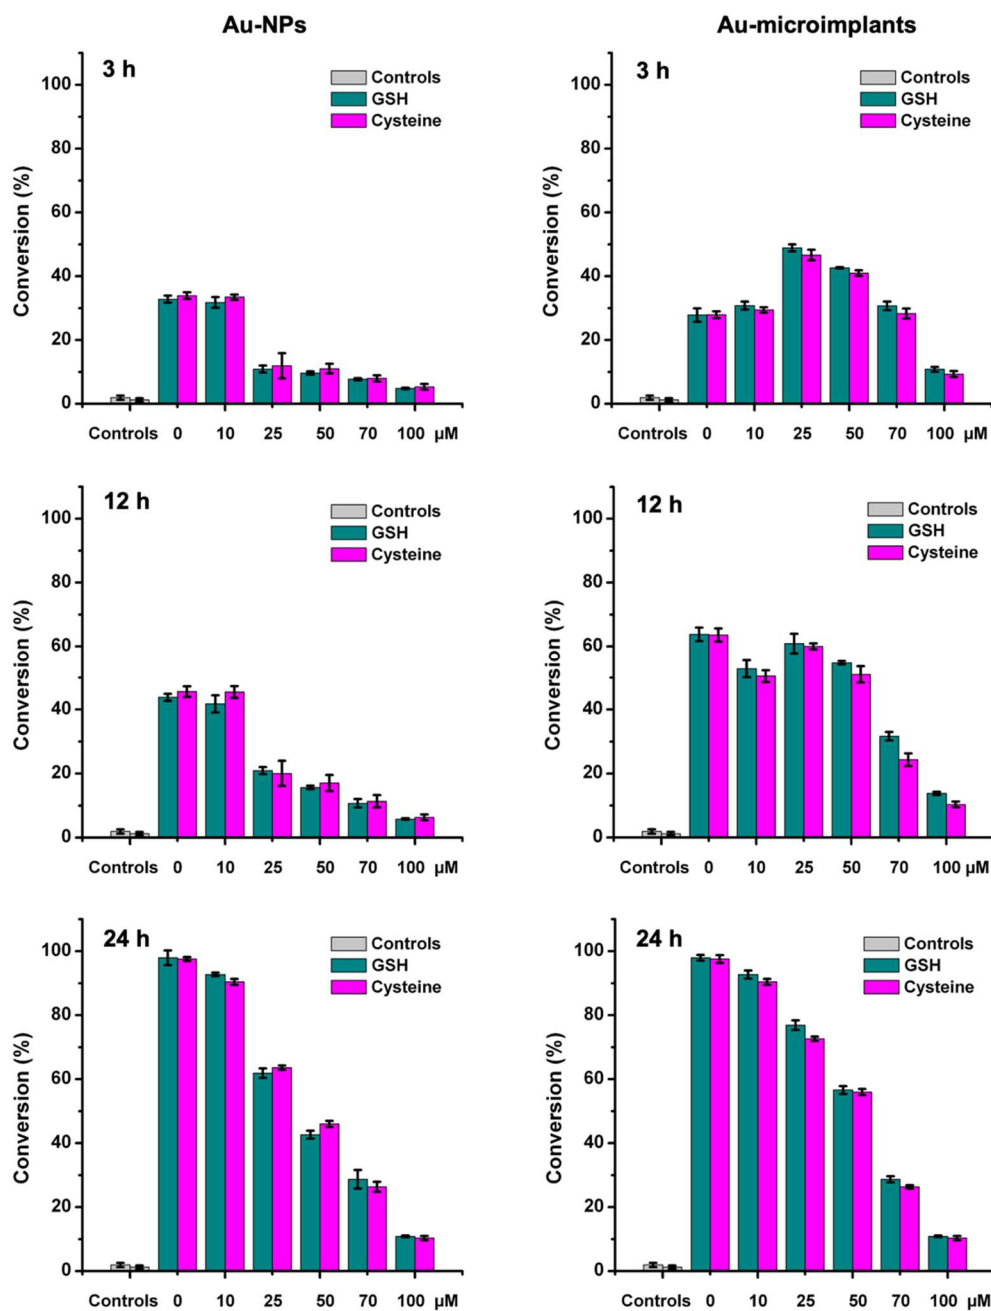 Au-NPs
3 h
Controls
GSH
Cysteine
Conversion (%)
100
80
60
40
20
0
Controls 0 10 25 50 70 100 µM
Au-microimplants
3 h
Controls
GSH
Cysteine
Conversion (%)
100
80
60
40
20
0
Controls 0 10 25 50 70 100 µM
12 h
Controls
GSH
Cysteine
Conversion (%)
100
80
60
40
20
0
Controls 0 10 25 50 70 100 µM
12 h
Controls
GSH
Cysteine
Conversion (%)
100
80
60
40
20
0
Controls 0 10 25 50 70 100 µM
24 h
Controls
GSH
Cysteine
Conversion (%)
100
80
60
40
20
0
Controls 0 10 25 50 70 100 µM
24 h
Controls
GSH
Cysteine
Conversion (%)
100
80
60
40
20
0
Controls 0 10 25 50 70 100 µM